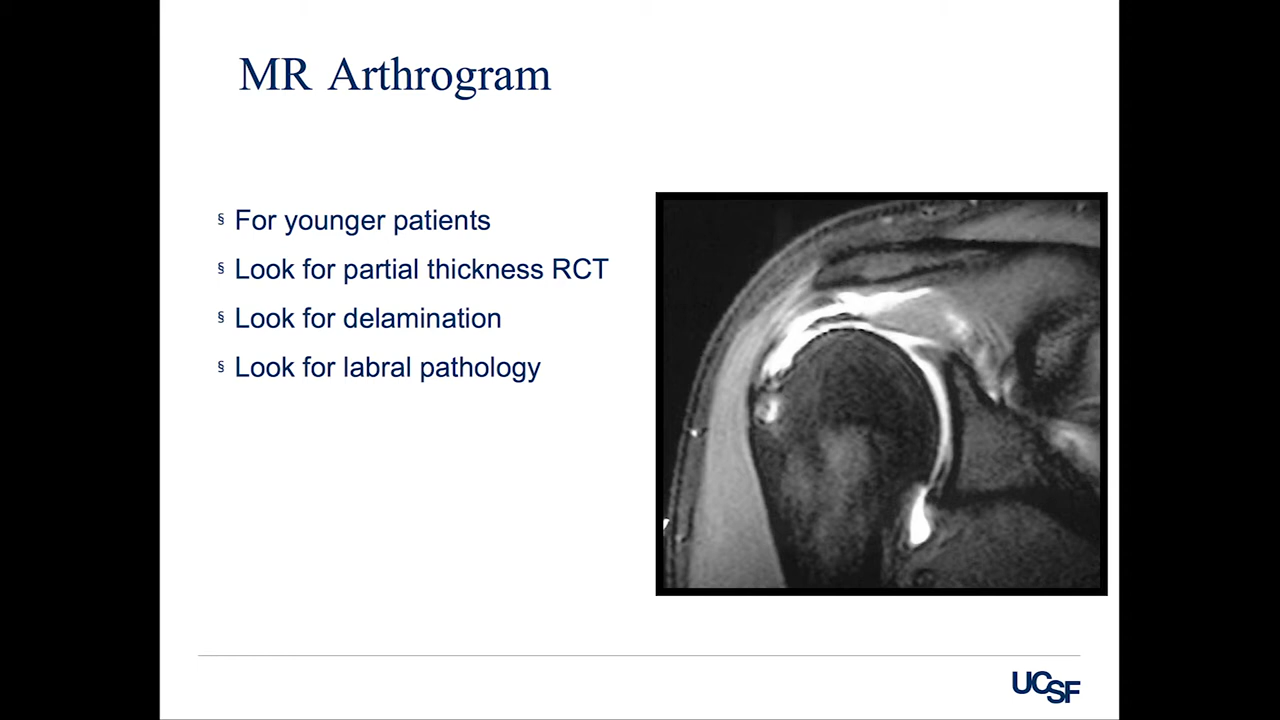 MR Arthrogram
§ For younger patients
§ Look for partial thickness RCT
§ Look for delamination
§ Look for labral pathology
UCSF